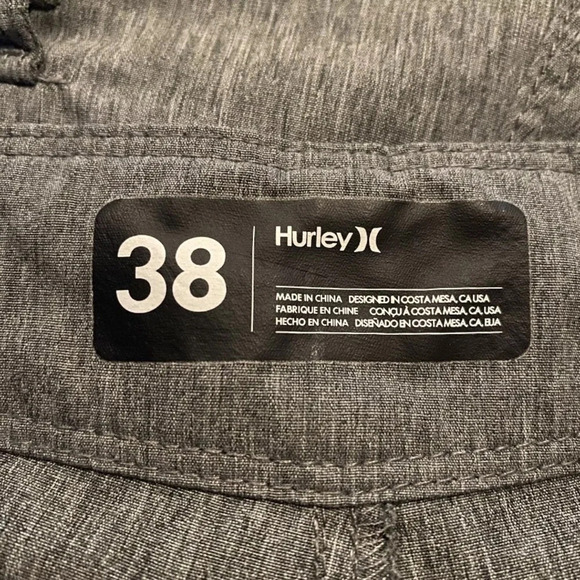 38
Hurley
MADE IN CHINA DESIGNED IN COSTA MESA, CA USA
FABRIQUE EN CHINE CONÇU À COSTA MESA, CA, USA
HECHO EN CHINA DISEÑADO EN COSTA MESA, CA, EUA